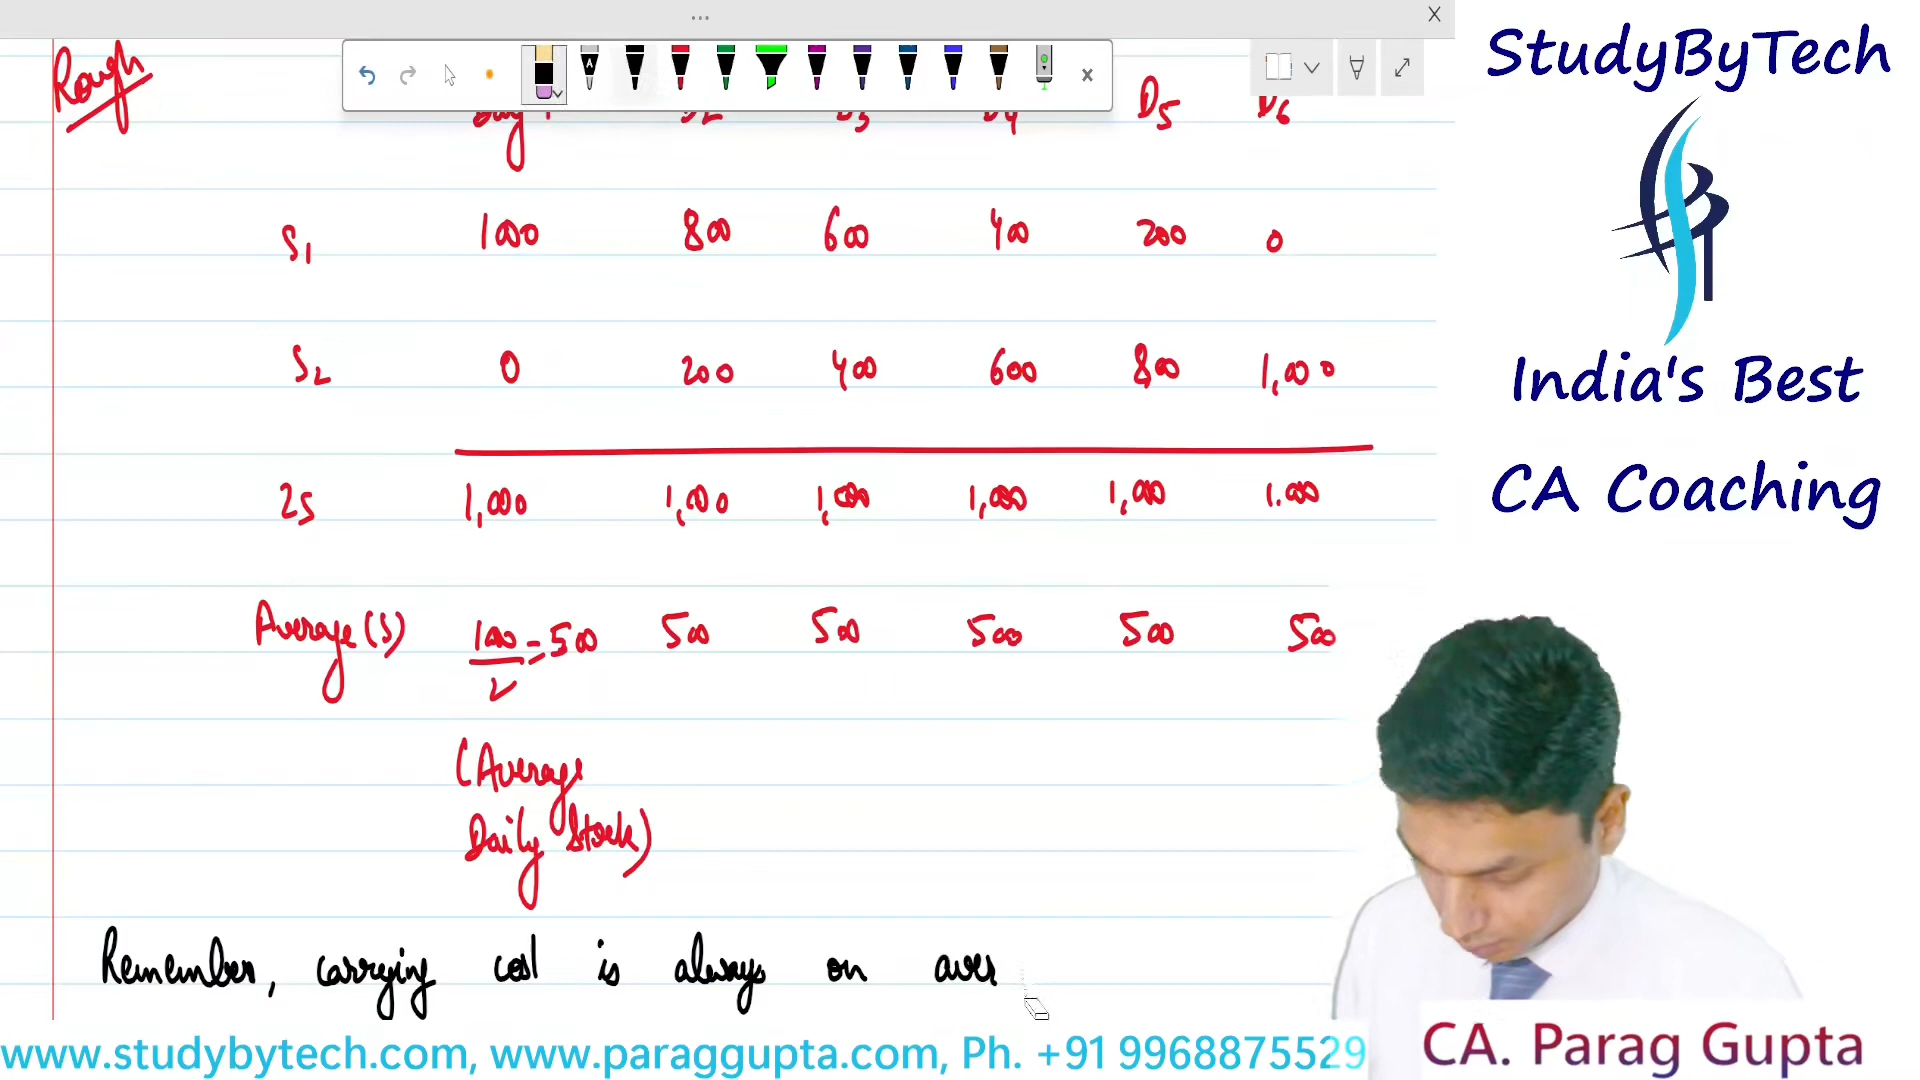 StudyByTech
Rough
D5 D6
S1 1000 800 600 400 200 0
S2 0 200 400 600 800 1,000
India's Best
CA Coaching
2S 1,000 1,000 1,000 1,000 1,000 1.000
Average (S) 100/2 = 500 500 500 500 500 500
(Average
Daily Stock)
Remember, carrying cost is always on aver
www.studybytech.com, www.paraggupta.com, Ph. +91 9968875529
CA. Parag Gupta